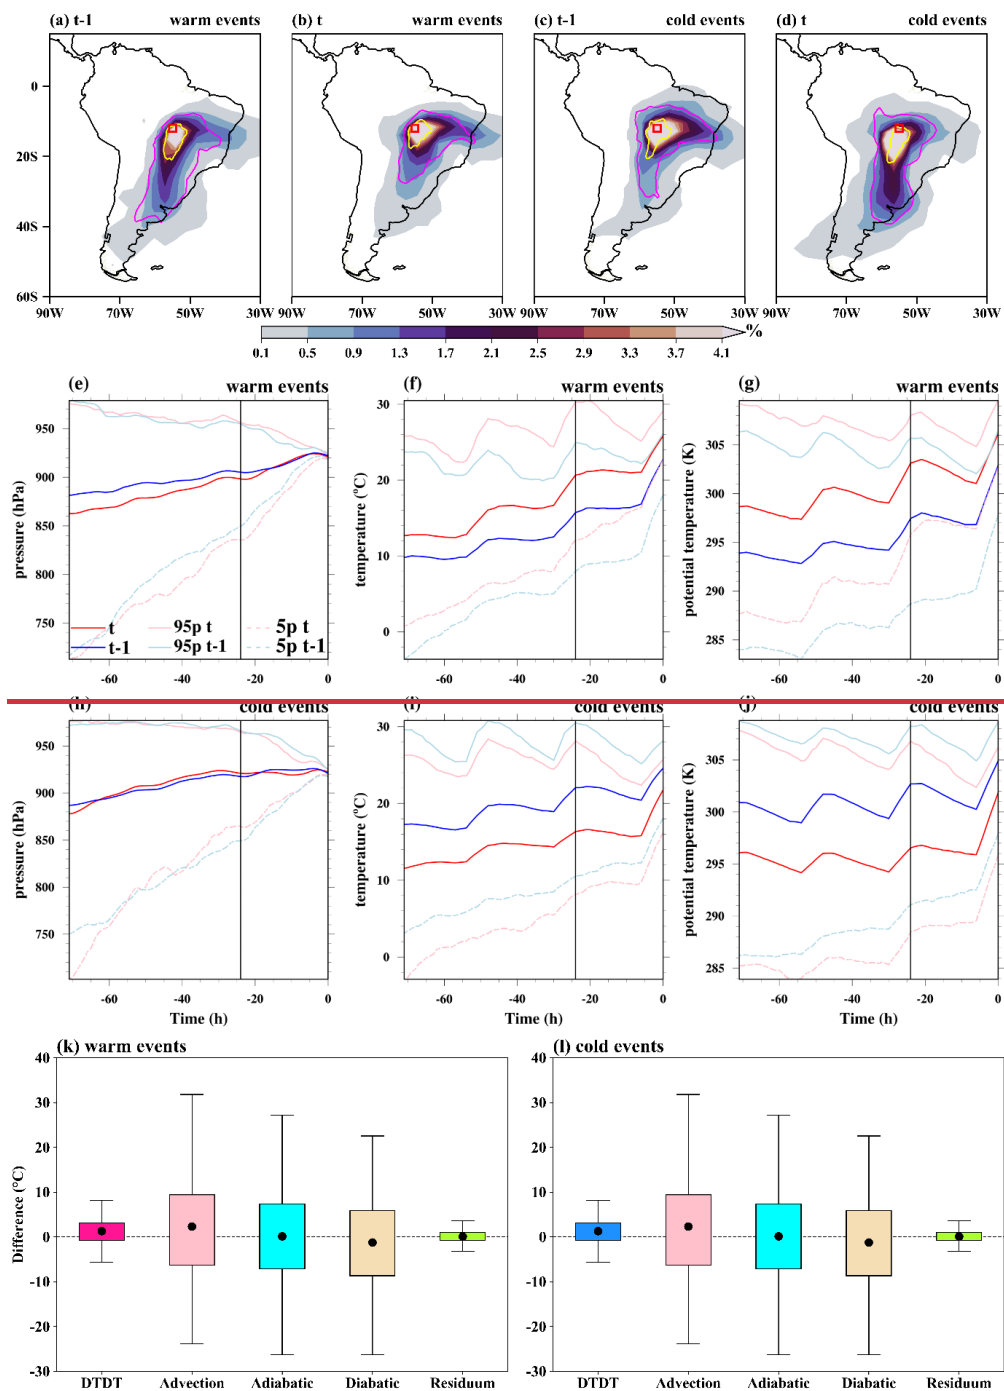 (a) t-1 warm events
(b) t warm events
(c) t-1 cold events
(d) t cold events
0
20S
40S
60S
90W 70W 50W 30W
90W 70W 50W 30W
90W 70W 50W 30W
90W 70W 50W 30W
0.1 0.5 0.9 1.3 1.7 2.1 2.5 2.9 3.3 3.7 4.1
%
(e) warm events
pressure (hPa)
950
900
850
800
750
t 95p t 5p t
t-1 95p t-1 5p t-1
-60 -40 -20 0
(f) warm events
temperature (°C)
30
20
10
0
-60 -40 -20 0
(g) warm events
potential temperature (K)
305
300
295
290
285
-60 -40 -20 0
(h) cold events
pressure (hPa)
950
900
850
800
750
-60 -40 -20 0
Time (h)
(i) cold events
temperature (°C)
30
20
10
0
-60 -40 -20 0
Time (h)
(j) cold events
potential temperature (K)
305
300
295
290
285
-60 -40 -20 0
Time (h)
(k) warm events
Difference (°C)
40
30
20
10
0
-10
-20
-30
DTDT Advection Adiabatic Diabatic Residuum
(l) cold events
40
30
20
10
0
-10
-20
-30
DTDT Advection Adiabatic Diabatic Residuum